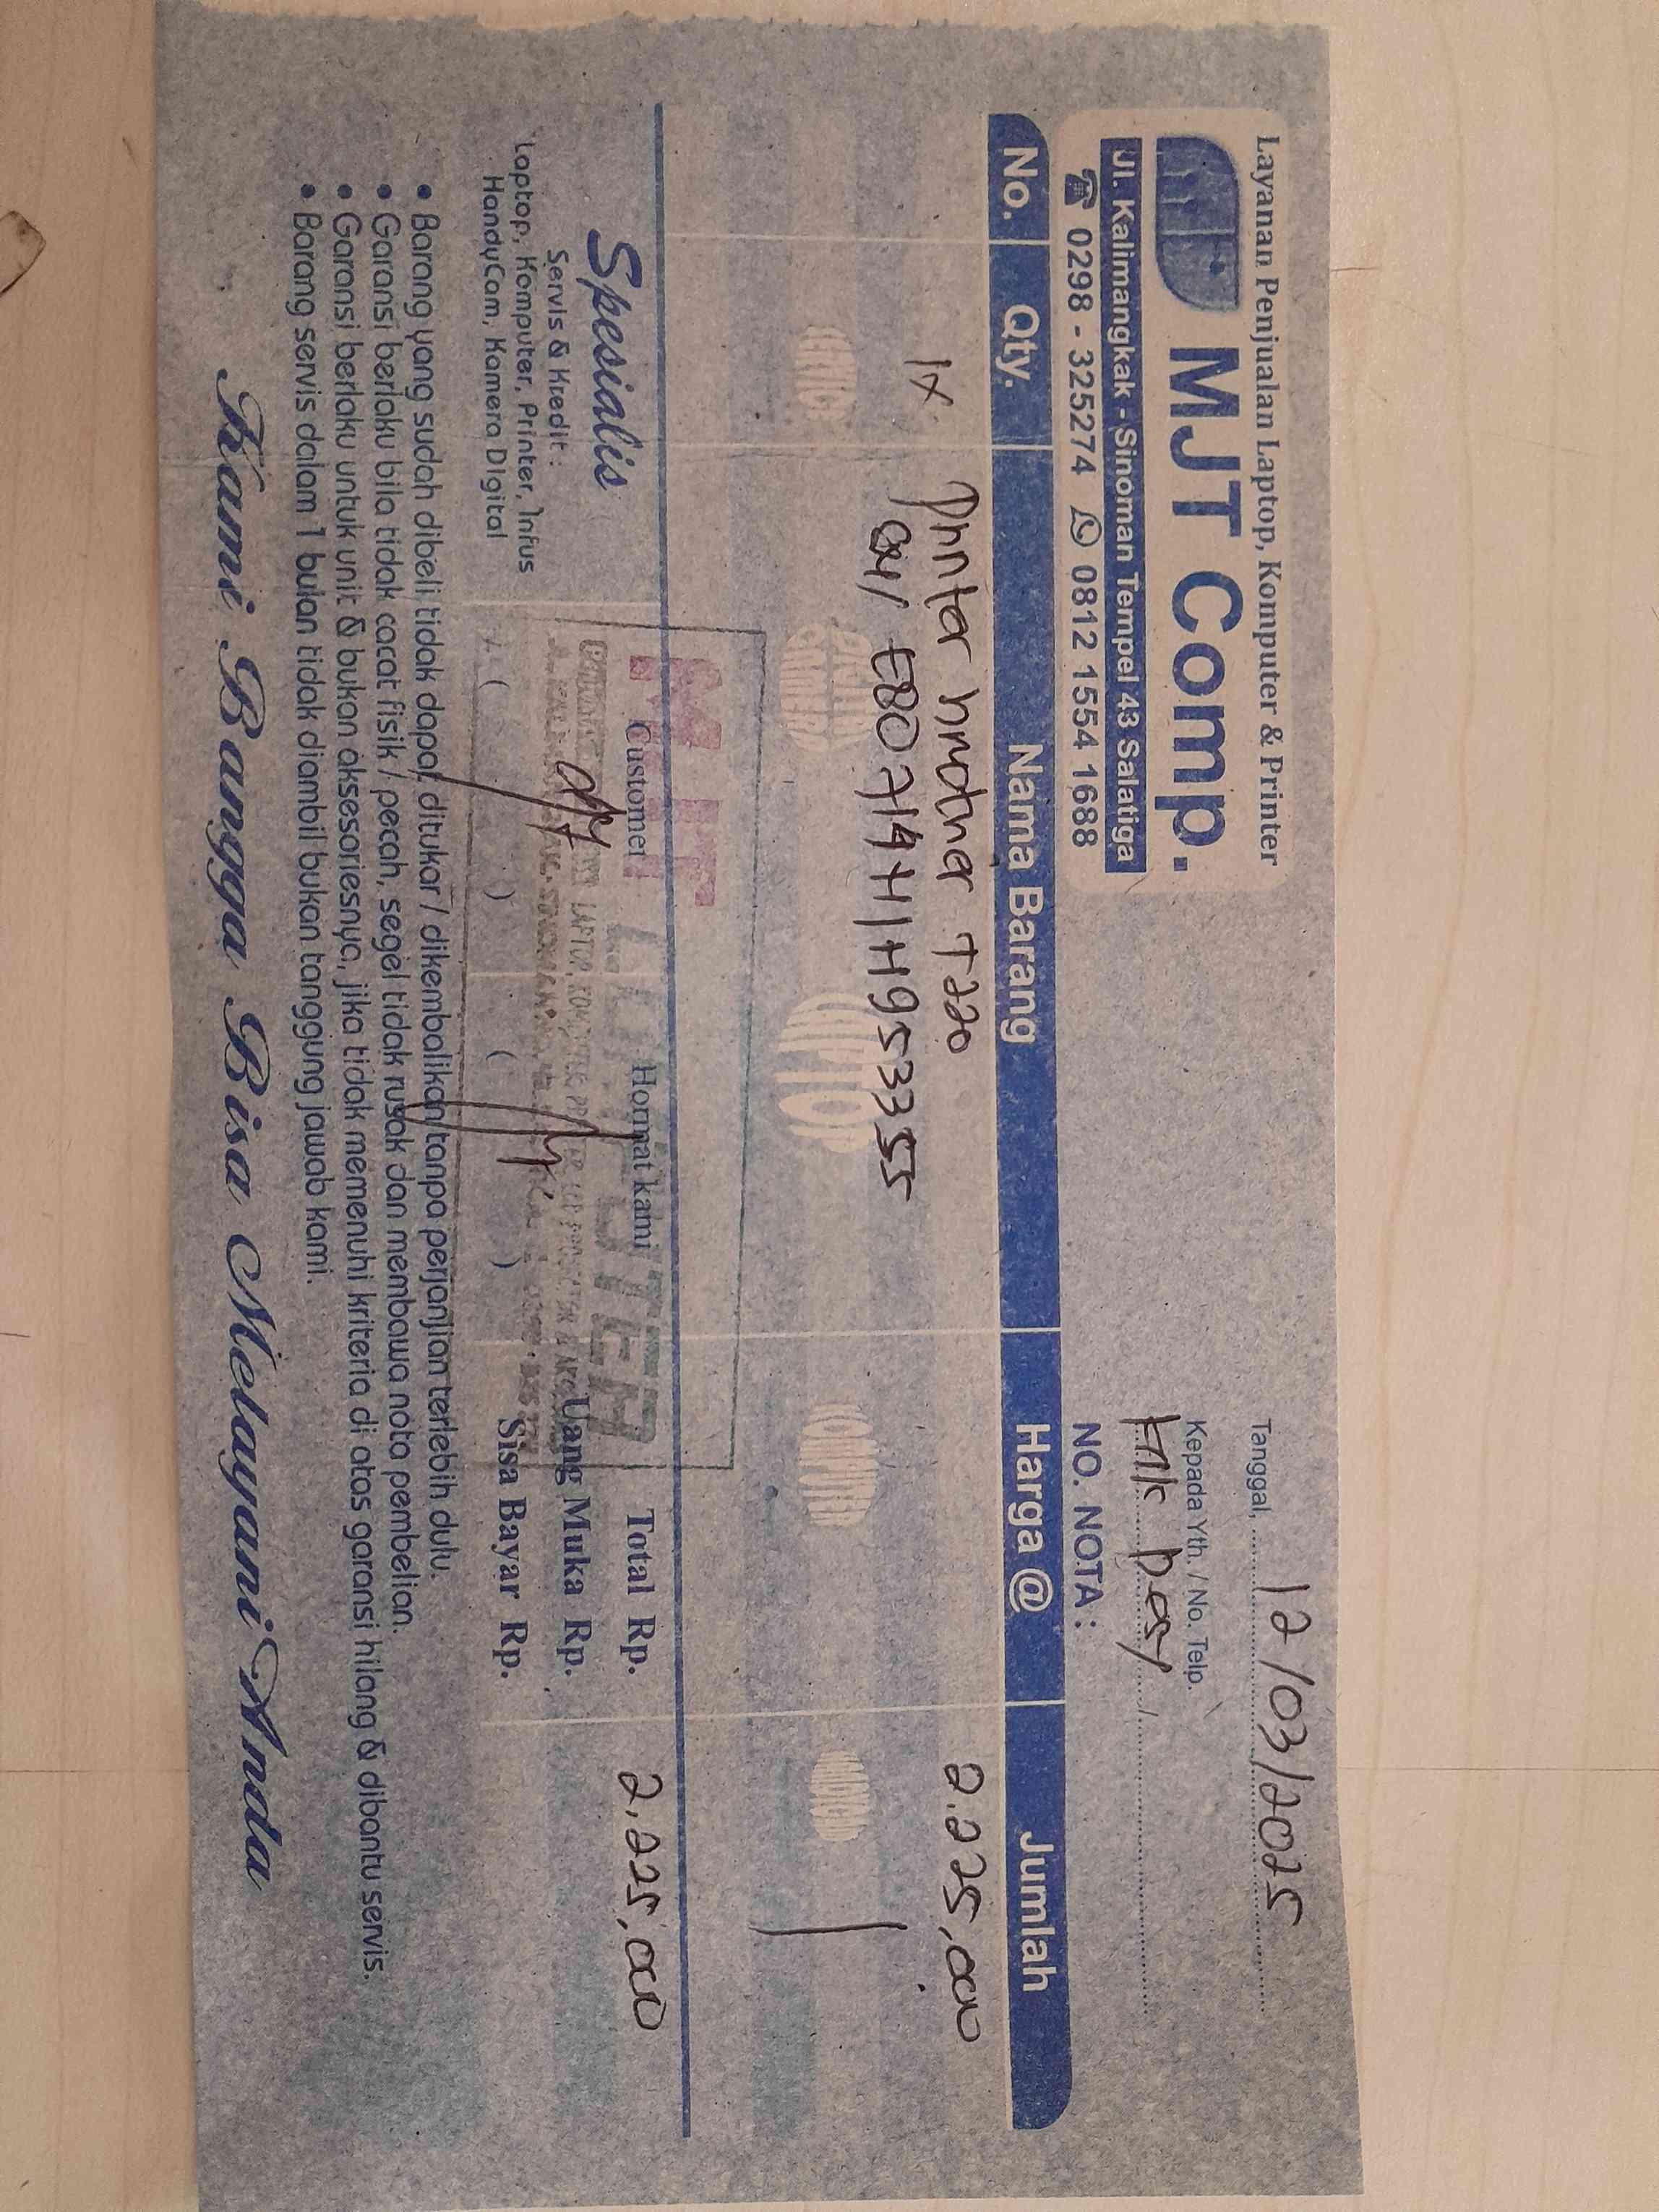 Layanan Penjualan Laptop, Komputer & Printer
MJT Comp.
Jl. Kalimangkak - Sinoman Tempel 43 Salatiga
0298 - 325274 0812 1554 1688
Tanggal, 12/03/2025
Kepada Yth. / No. Telp.
Desy
NO. NOTA :
No. Qty. Nama Barang Harga @ Jumlah
1x Printer brother T220 2.225,000
Spesialis
Servis & Kredit :
Laptop, Komputer, Printer, Infus
HandyCam, Kamera Digital
Customer
Hormat kami
Total Rp. 2,225,000
Uang Muka Rp.
Sisa Bayar Rp.
• Barang yang sudah dibeli tidak dapat ditukar / dikembalikan tanpa perjanjian terlebih dulu.
• Garansi berlaku bila tidak cacat fisik / pecah, segel tidak rusak dan membawa nota pembelian.
• Garansi berlaku untuk unit & bukan aksesoriesnya, jika tidak memenuhi kriteria di atas garansi hilang & dibantu servis.
• Barang servis dalam 1 bulan tidak diambil bukan tanggung jawab kami.
Kami Bangga Bisa Melayani Anda